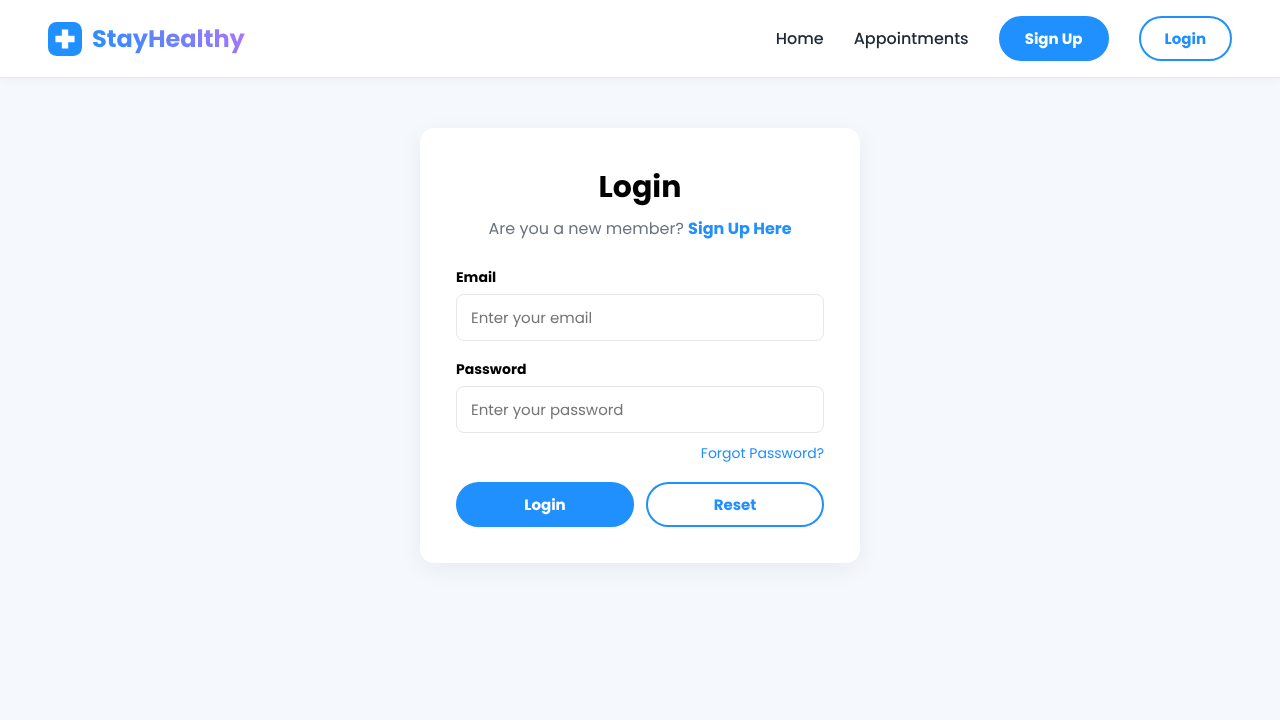 StayHealthy
Home Appointments Sign Up Login
Login
Are you a new member? Sign Up Here
Email
Enter your email
Password
Enter your password
Forgot Password?
Login Reset